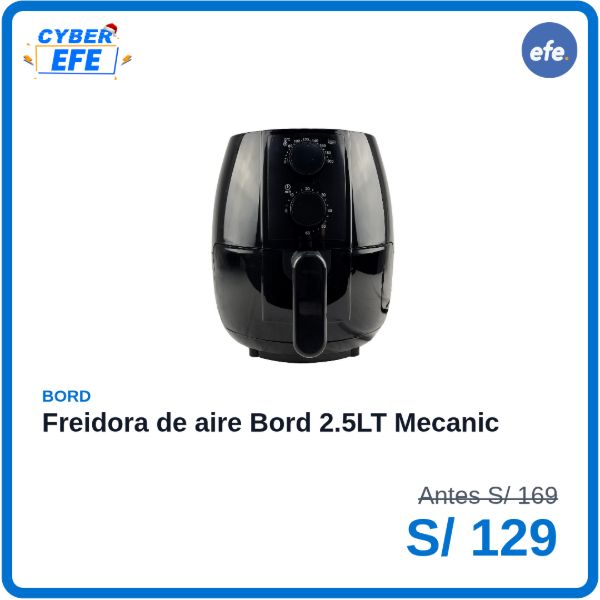 CYBER
EFE
efe.
BORD
Freidora de aire Bord 2.5LT Mecanic
Antes S/ 169
S/ 129